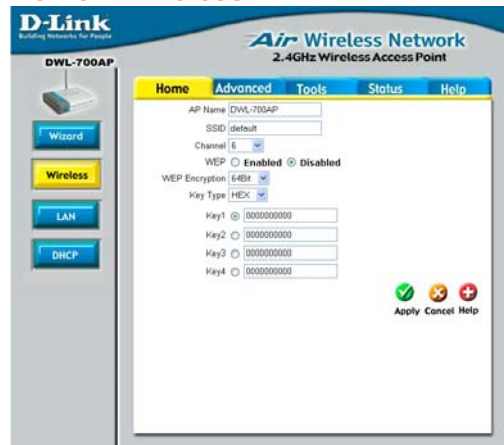 D-Link
Building Networks for People
Air Wireless Network
2.4GHz Wireless Access Point
DWL-700AP
Home Advanced Tools Status Help
AP Name DWL-700AP
SSID default
Channel 6
WEP Enabled Disabled
WEP Encryption 64Bit
Key Type HEX
Key1 0000000000
Key2 0000000000
Key3 0000000000
Key4 0000000000
Wizard
Wireless
LAN
DHCP
Apply Cancel Help